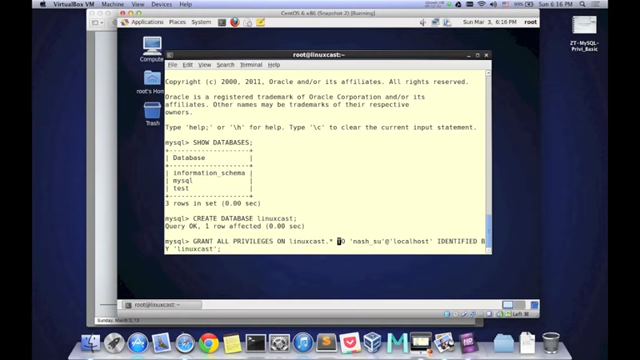 VirtualBox VM Machine View Devices Help Sun 6:16 PM
CentOS 6 x86 (Snapshot 2) [Running]
Applications Places System Sun Mar 3, 6:16 PM root
ZT-MySQL-Privl_Basic
Computer
root's Home
Trash
root@linuxcast:~
File Edit View Search Terminal Help
Copyright (c) 2000, 2011, Oracle and/or its affiliates. All rights reserved.
Oracle is a registered trademark of Oracle Corporation and/or its
affiliates. Other names may be trademarks of their respective
owners.
Type 'help;' or '\h' for help. Type '\c' to clear the current input statement.
mysql> SHOW DATABASES;
+--------------------+
| Database |
+--------------------+
| information_schema |
| mysql |
| test |
+--------------------+
3 rows in set (0.00 sec)
mysql> CREATE DATABASE linuxcast;
Query OK, 1 row affected (0.00 sec)
mysql> GRANT ALL PRIVILEGES ON linuxcast.* TO 'nash_su'@'localhost' IDENTIFIED B
Y 'linuxcast';
root@linuxcast:~
Left ⌘